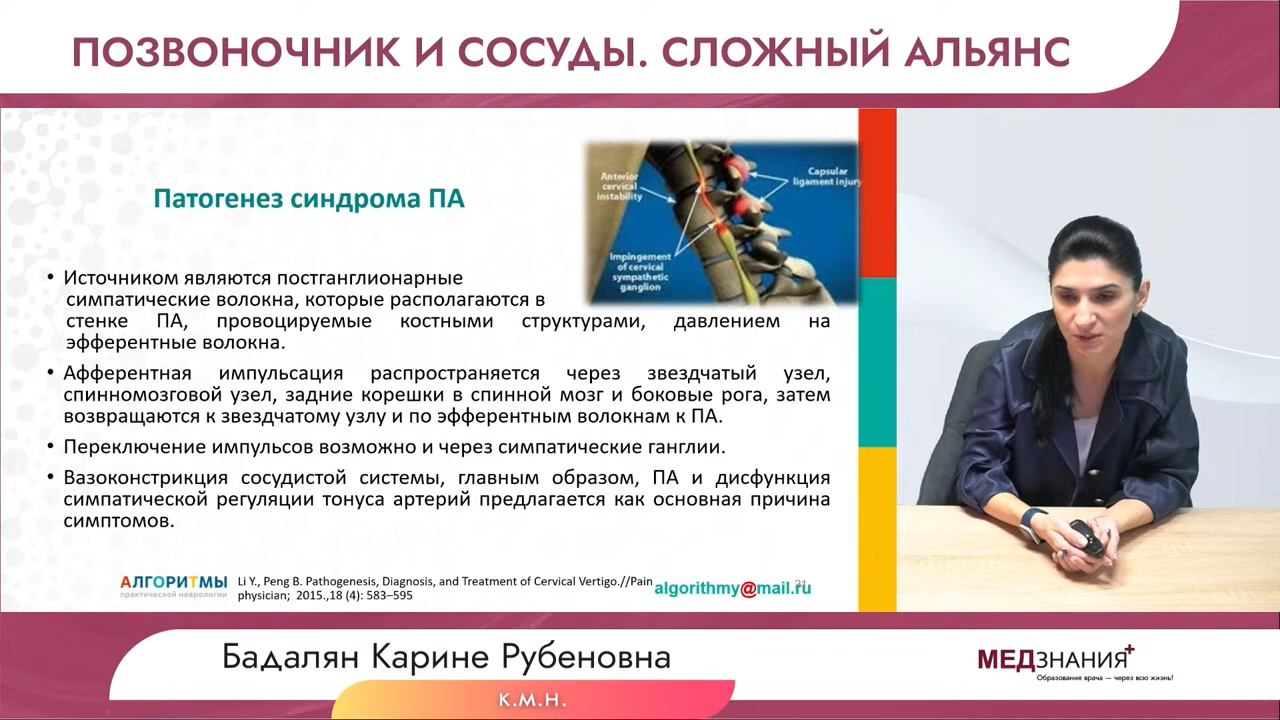 ПОЗВОНОЧНИК И СОСУДЫ. СЛОЖНЫЙ АЛЬЯНС
Патогенез синдрома ПА
Anterior
cervical
instability
Capsular
ligament injury
Impingement
of cervical
sympathetic
ganglion
• Источником являются постганглионарные
симпатические волокна, которые располагаются в
стенке ПА, провоцируемые костными структурами, давлением на
эфферентные волокна.
• Афферентная импульсация распространяется через звездчатый узел,
спинномозговой узел, задние корешки в спинной мозг и боковые рога, затем
возвращаются к звездчатому узлу и по эфферентным волокнам к ПА.
• Переключение импульсов возможно и через симпатические ганглии.
• Вазоконстрикция сосудистой системы, главным образом, ПА и дисфункция
симпатической регуляции тонуса артерий предлагается как основная причина
симптомов.
АЛГОРИТМЫ
практической неврологии
Li Y., Peng B. Pathogenesis, Diagnosis, and Treatment of Cervical Vertigo.//Pain
physician; 2015.,18 (4): 583–595
algorithmy@mail.ru
31
Бадалян Карине Рубеновна
К.М.Н.
МЕДЗНАНИЯ+
Образование врача — через всю жизнь!